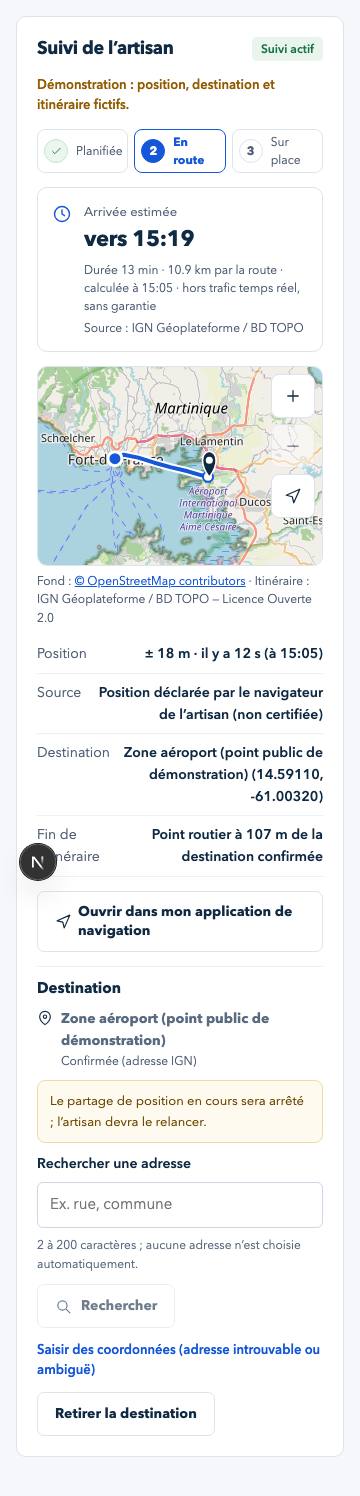 Suivi de l’artisan
Suivi actif
Démonstration : position, destination et
itinéraire fictifs.
Planifiée
2
En
route
3
Sur
place
Arrivée estimée
vers 15:19
Durée 13 min · 10.9 km par la route ·
calculée à 15:05 · hors trafic temps réel,
sans garantie
Source : IGN Géoplateforme / BD TOPO
Martinique
Schœlcher
Le Lamentin
Fort-d
France
Aéroport
International
Martinique
Aimé Césaire
Ducos
Saint-Es
+
−
Fond : © OpenStreetMap contributors · Itinéraire :
IGN Géoplateforme / BD TOPO — Licence Ouverte
2.0
Position
± 18 m · il y a 12 s (à 15:05)
Source
Position déclarée par le navigateur
de l’artisan (non certifiée)
Destination
Zone aéroport (point public de
démonstration) (14.59110,
-61.00320)
Fin de
néraire
Point routier à 107 m de la
destination confirmée
N
Ouvrir dans mon application de
navigation
Destination
Zone aéroport (point public de
démonstration)
Confirmée (adresse IGN)
Le partage de position en cours sera arrêté
; l’artisan devra le relancer.
Rechercher une adresse
Ex. rue, commune
2 à 200 caractères ; aucune adresse n’est choisie
automatiquement.
Rechercher
Saisir des coordonnées (adresse introuvable ou
ambiguë)
Retirer la destination